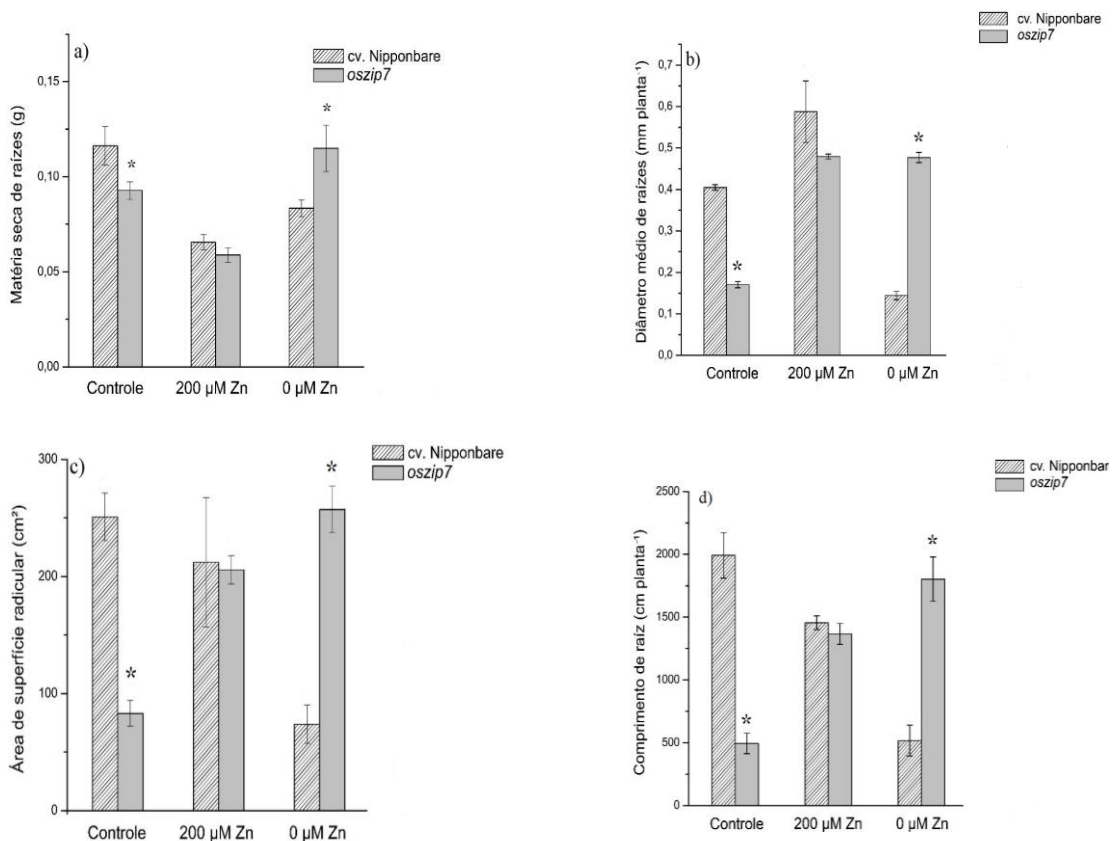 a)
cv. Nipponbare
oszip7
Matéria seca de raízes (g)
0,15
0,10
0,05
0,00
*
*
Controle
200 µM Zn
0 µM Zn
b)
cv. Nipponbare
oszip7
Diâmetro médio de raízes (mm planta⁻¹)
0,7
0,6
0,5
0,4
0,3
0,2
0,1
0,0
*
*
Controle
200 µM Zn
0 µM Zn
c)
cv. Nipponbare
oszip7
Área de superfície radicular (cm²)
300
200
100
0
*
*
Controle
200 µM Zn
0 µM Zn
d)
cv. Nipponbar
oszip7
Comprimento de raíz (cm planta⁻¹)
2500
2000
1500
1000
500
0
*
*
Controle
200 µM Zn
0 µM Zn